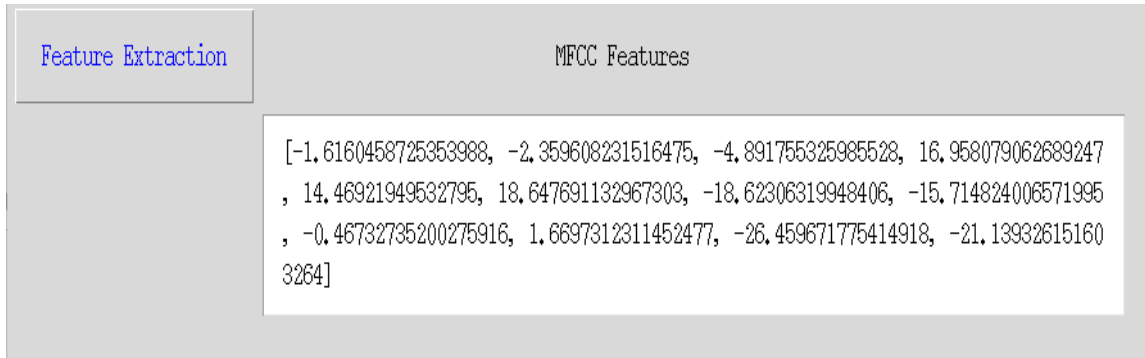 Feature Extraction
MFCC Features
[-1.6160458725353988, -2.359608231516475, -4.891755325985528, 16.958079062689247
, 14.46921949532795, 18.647691132967303, -18.62306319948406, -15.714824006571995
, -0.46732735200275916, 1.6697312311452477, -26.459671775414918, -21.13932615160
3264]